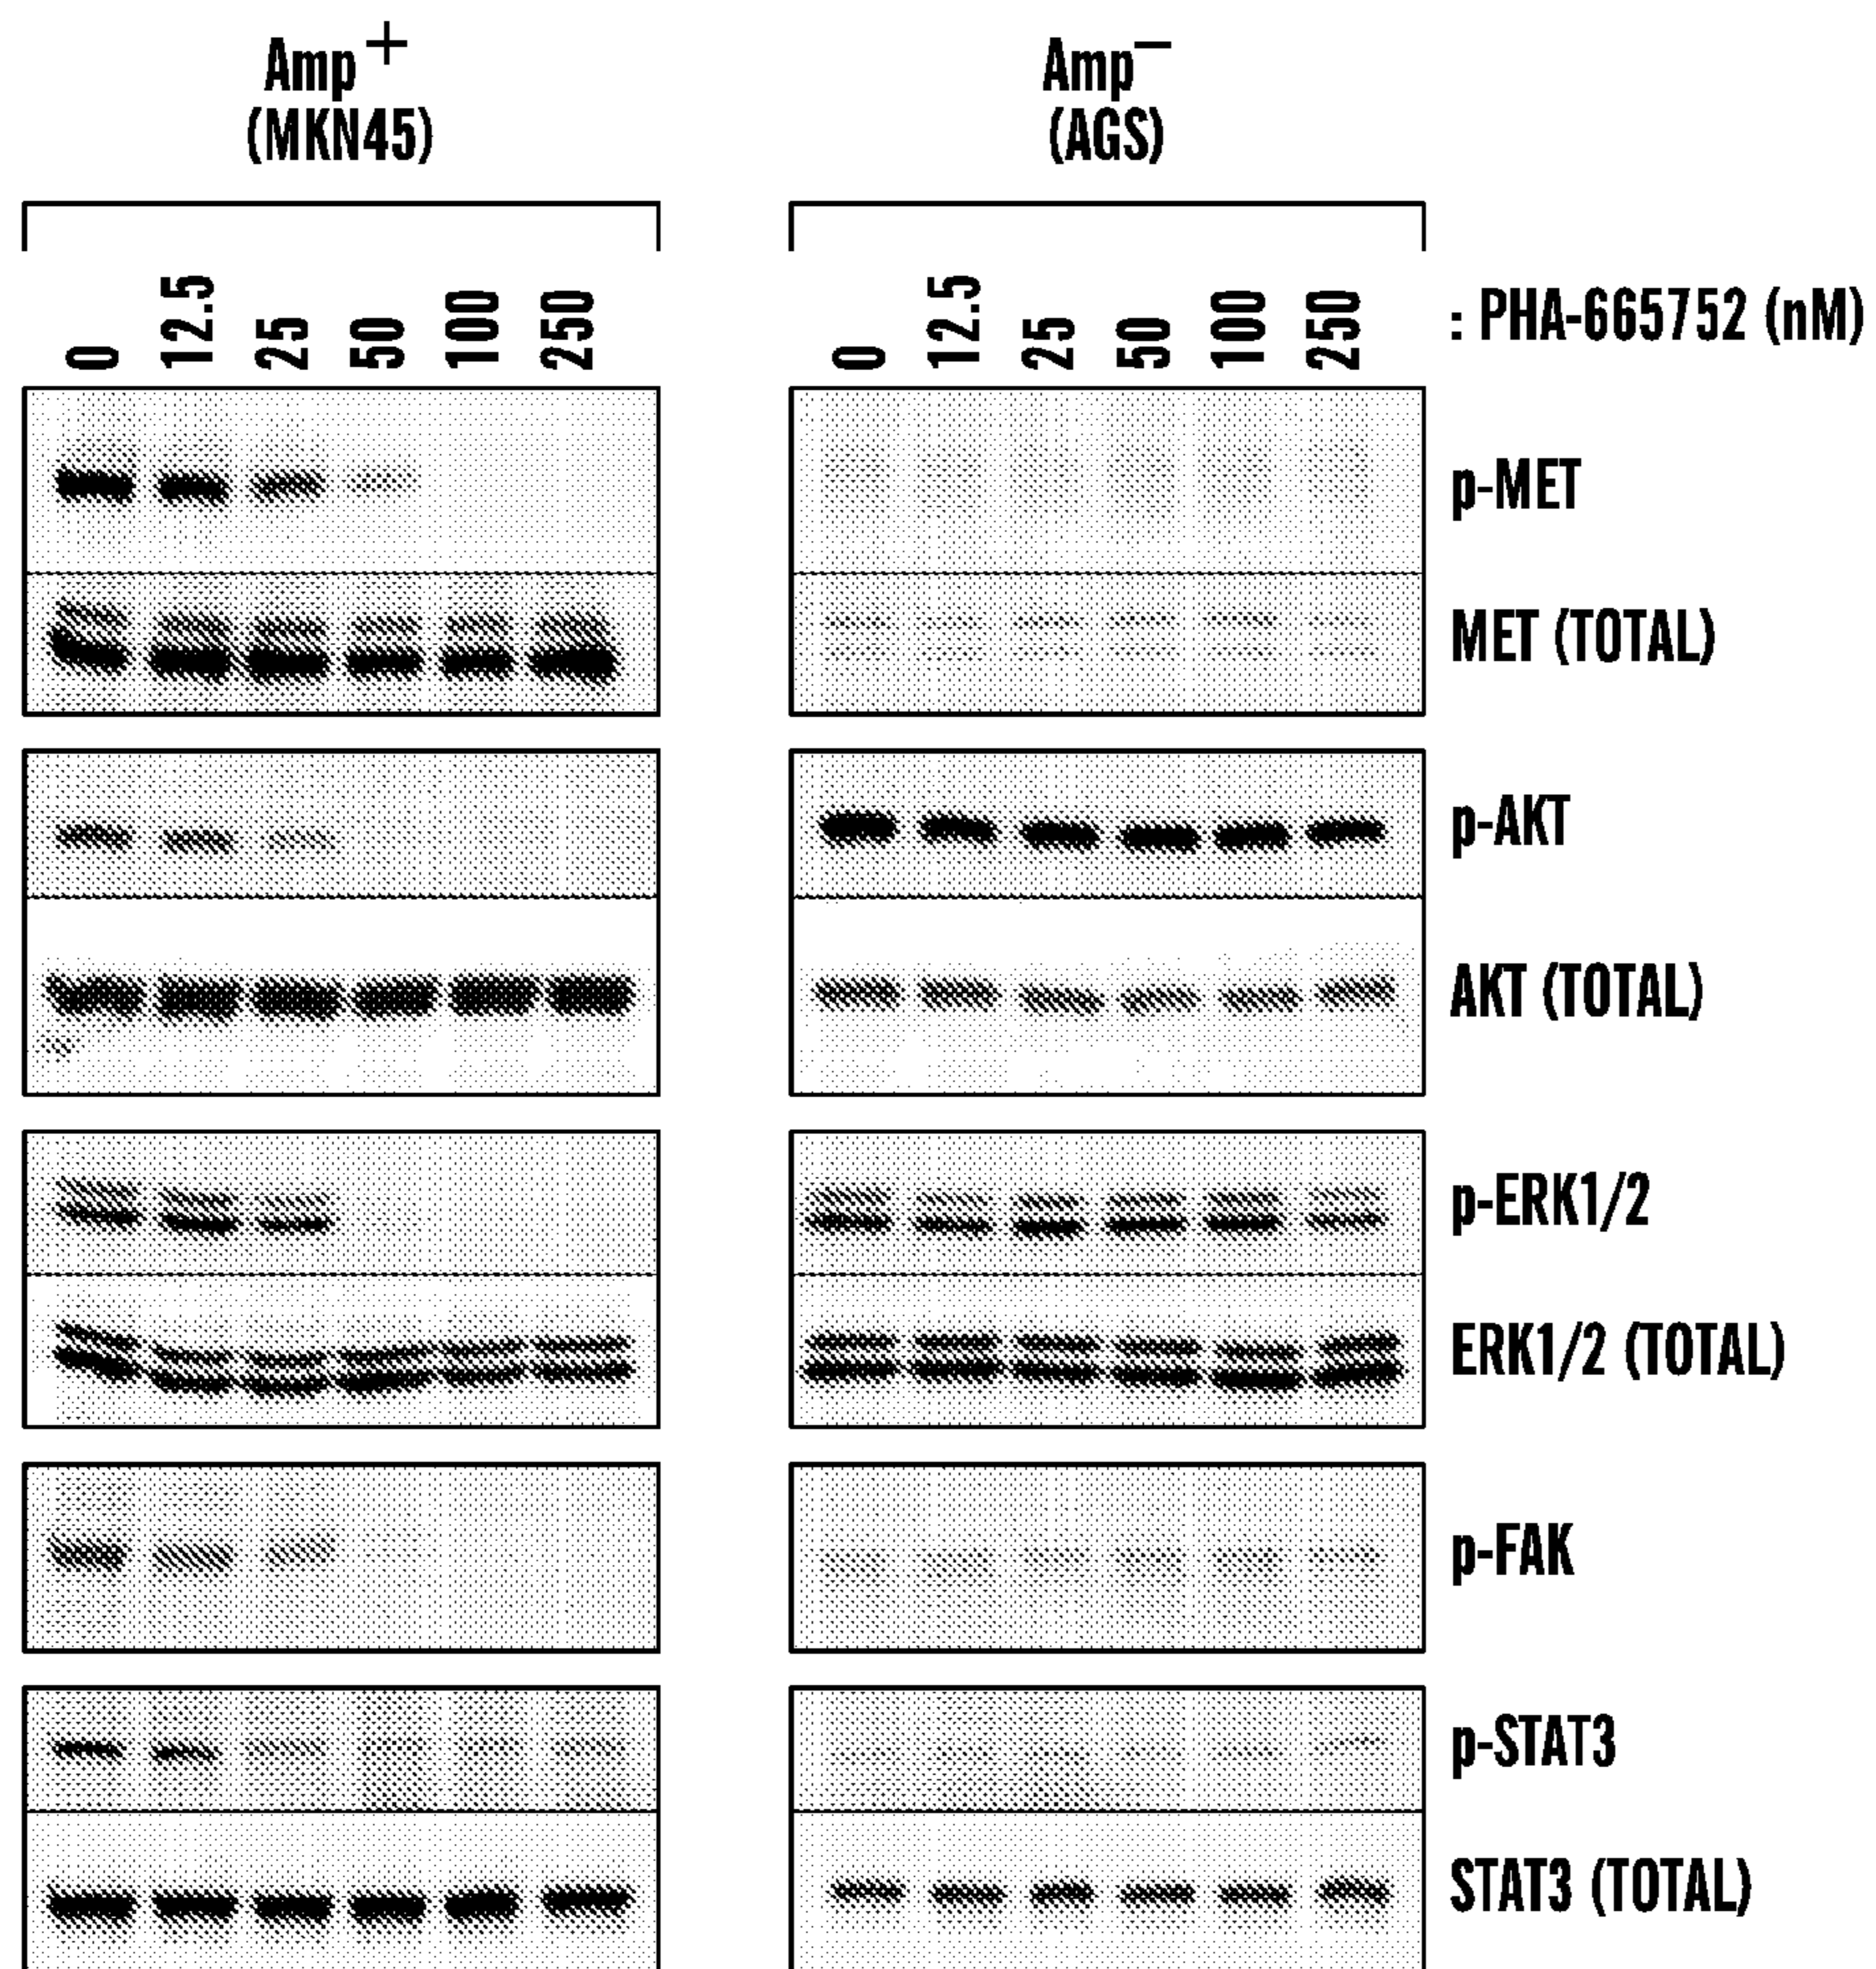 Amp+
(MKN45)
Amp–
(AGS)
0 12.5 25 50 100 250
0 12.5 25 50 100 250
: PHA-665752 (nM)
p-MET
MET (TOTAL)
p-AKT
AKT (TOTAL)
p-ERK1/2
ERK1/2 (TOTAL)
p-FAK
p-STAT3
STAT3 (TOTAL)